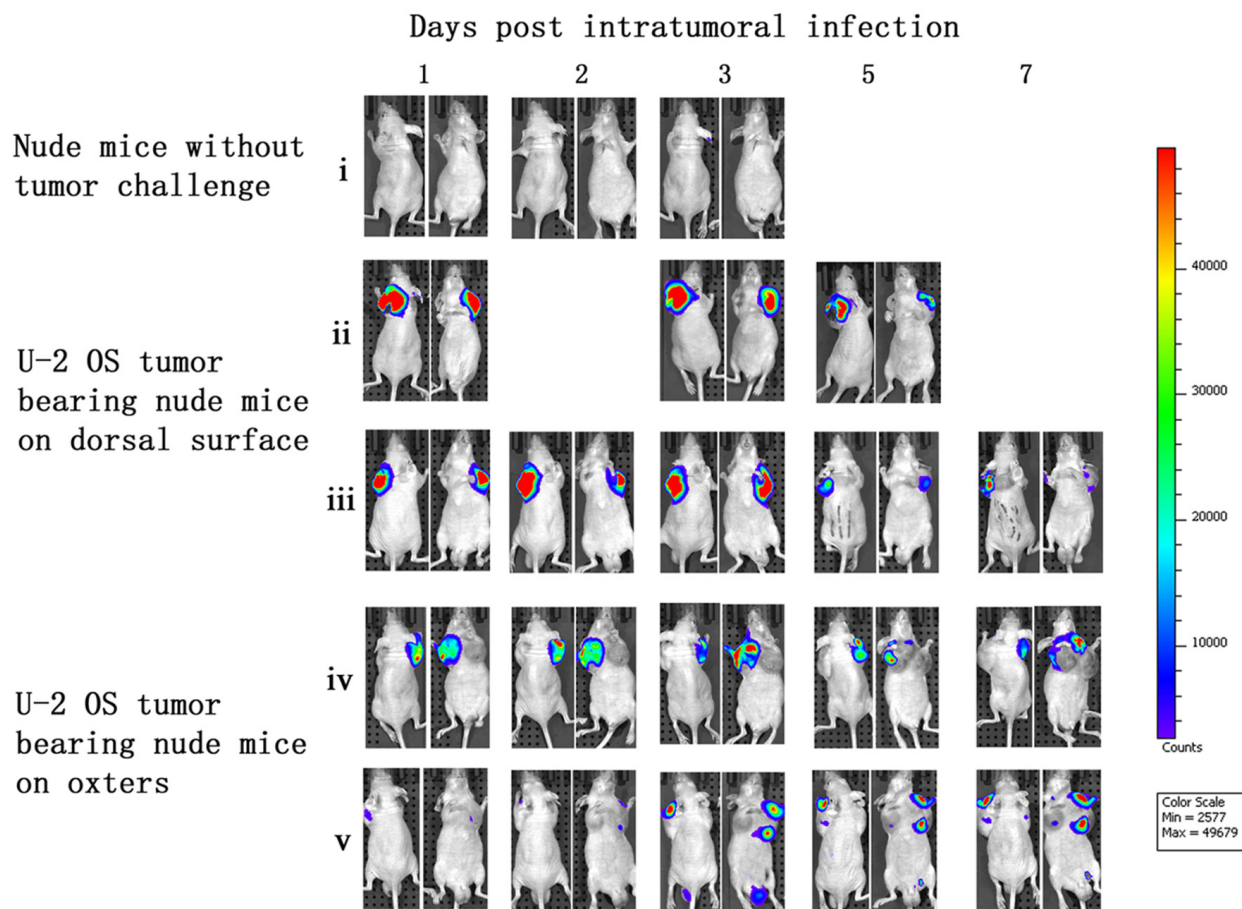 Days post intratumoral infection
1 2 3 5 7
Nude mice without
tumor challenge
i
ii
U-2 OS tumor
bearing nude mice
on dorsal surface
iii
iv
U-2 OS tumor
bearing nude mice
on oxters
v
40000
30000
20000
10000
Counts
Color Scale
Min = 2577
Max = 49679